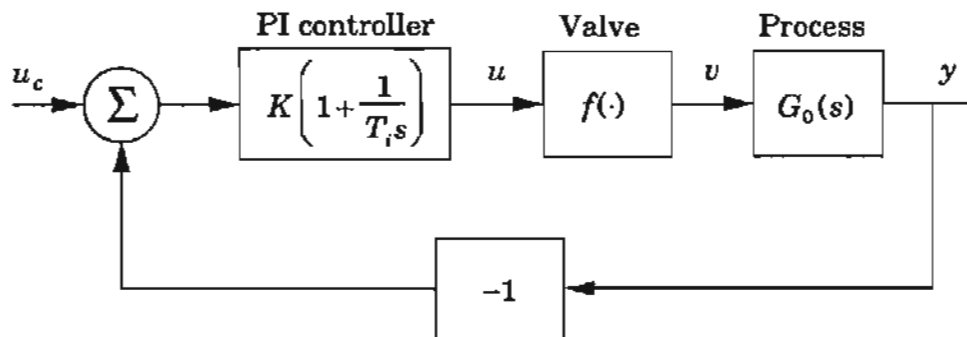 PI controller Valve Process
u_c Σ K(1+1/(T_i s)) u f(·) v G_0(s) y
-1